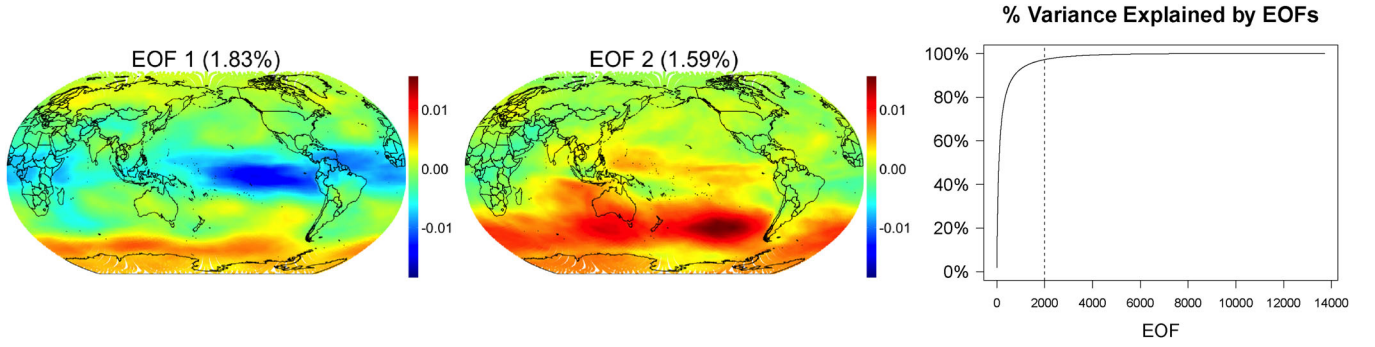 % Variance Explained by EOFs
EOF 1 (1.83%)
0.01
0.00
-0.01
EOF 2 (1.59%)
0.01
0.00
-0.01
100%
80%
60%
40%
20%
0%
0 2000 4000 6000 8000 10000 12000 14000
EOF